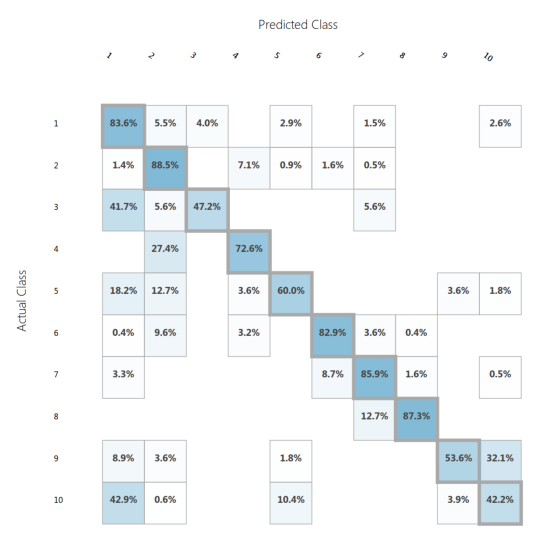 Predicted Class
1 2 3 4 5 6 7 8 9 10
1 83.6% 5.5% 4.0% 2.9% 1.5% 2.6%
2 1.4% 88.5% 7.1% 0.9% 1.6% 0.5%
3 41.7% 5.6% 47.2% 5.6%
4 27.4% 72.6%
5 18.2% 12.7% 3.6% 60.0% 3.6% 1.8%
6 0.4% 9.6% 3.2% 82.9% 3.6% 0.4%
7 3.3% 8.7% 85.9% 1.6% 0.5%
8 12.7% 87.3%
9 8.9% 3.6% 1.8% 53.6% 32.1%
10 42.9% 0.6% 10.4% 3.9% 42.2%
Actual Class